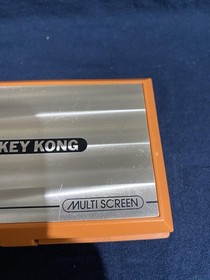 KEY KONG
MULTI SCREEN